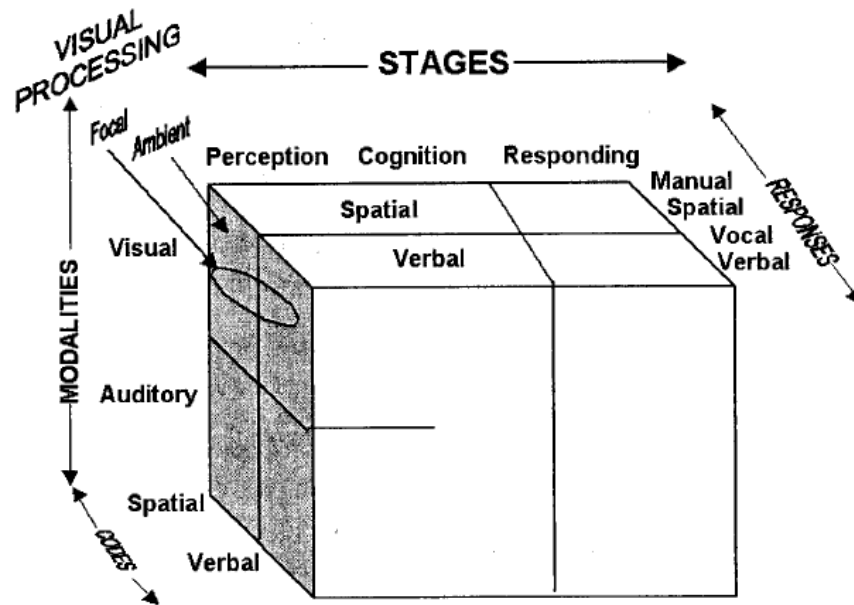 VISUAL
PROCESSING
STAGES
Focal
Ambient
Perception Cognition Responding
Manual
Spatial
Spatial
Vocal
Verbal
Verbal
RESPONSES
Visual
MODALITIES
Auditory
Spatial
Verbal
CODES